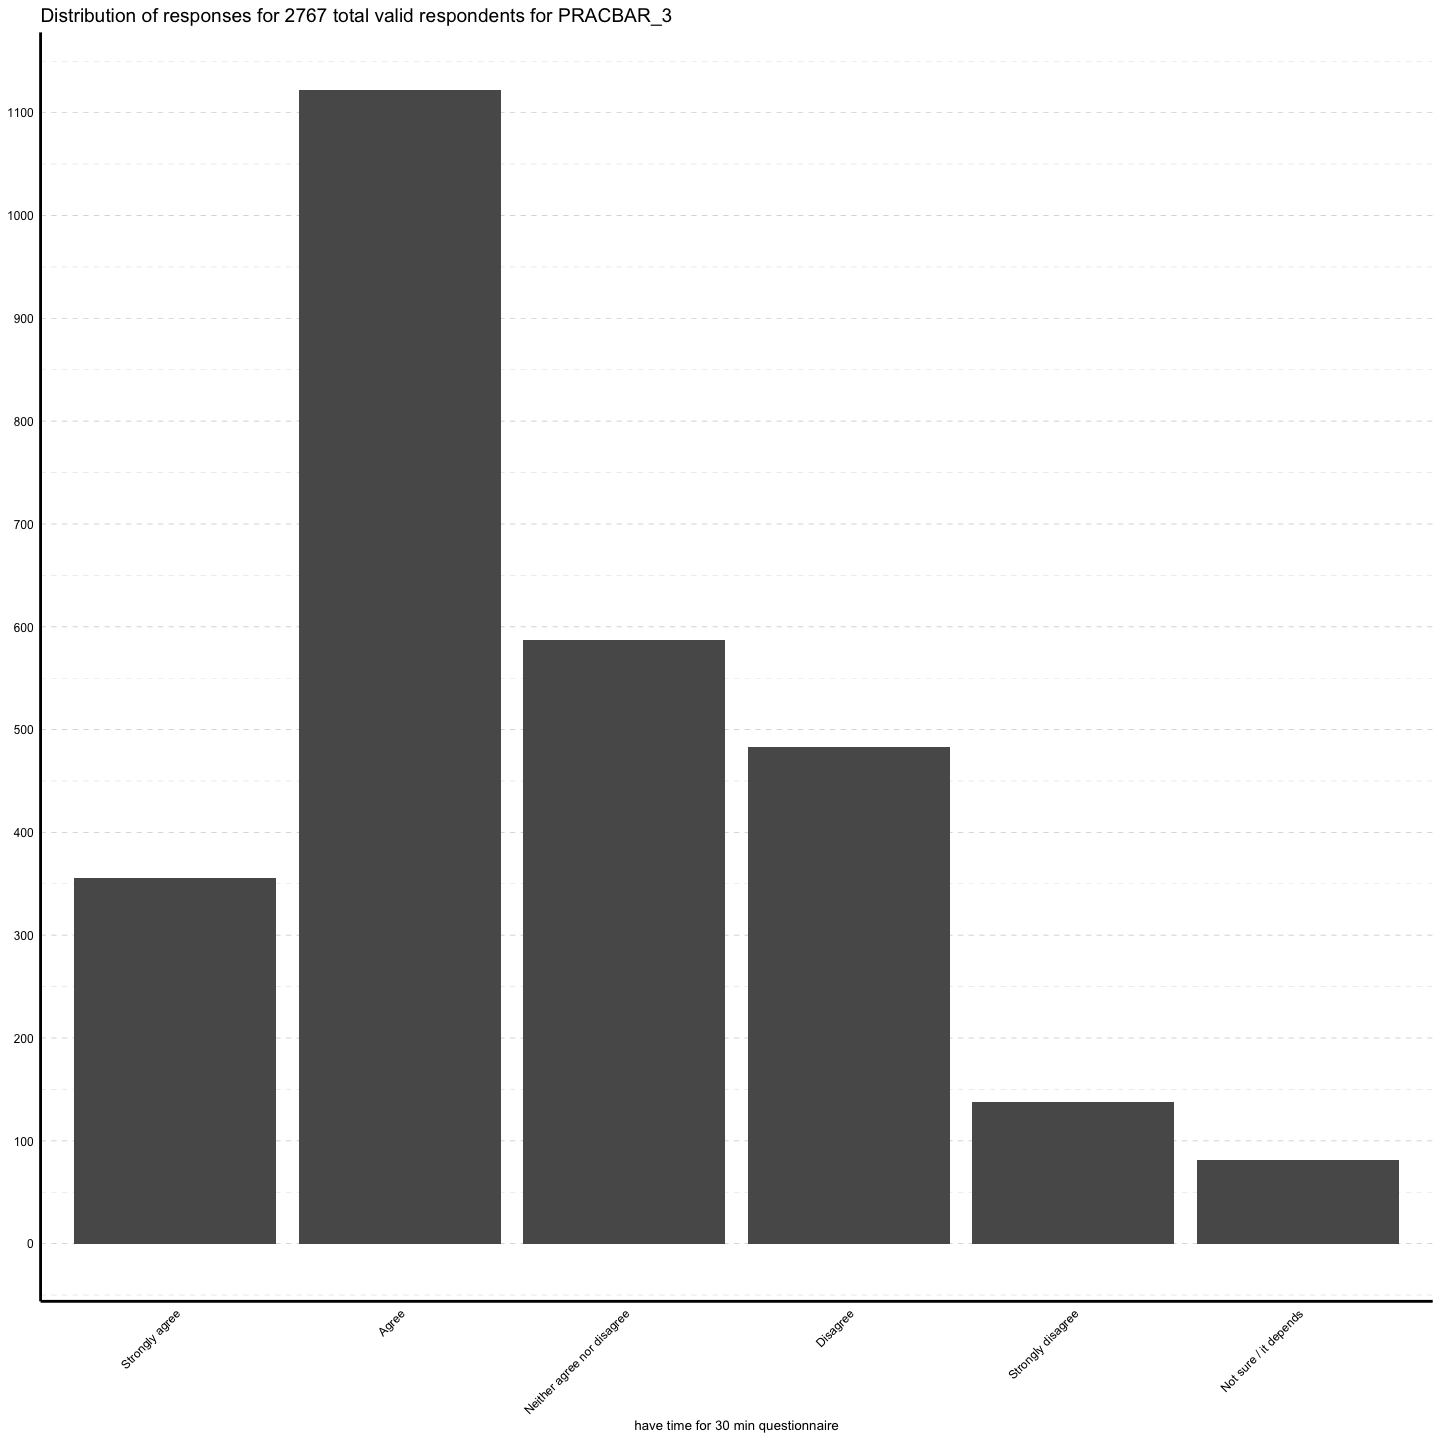 Distribution of responses for 2767 total valid respondents for PRACBAR_3
1100
1000
900
800
700
600
500
400
300
200
100
0
Strongly agree
Agree
Neither agree nor disagree
Disagree
Strongly disagree
Not sure / it depends
have time for 30 min questionnaire